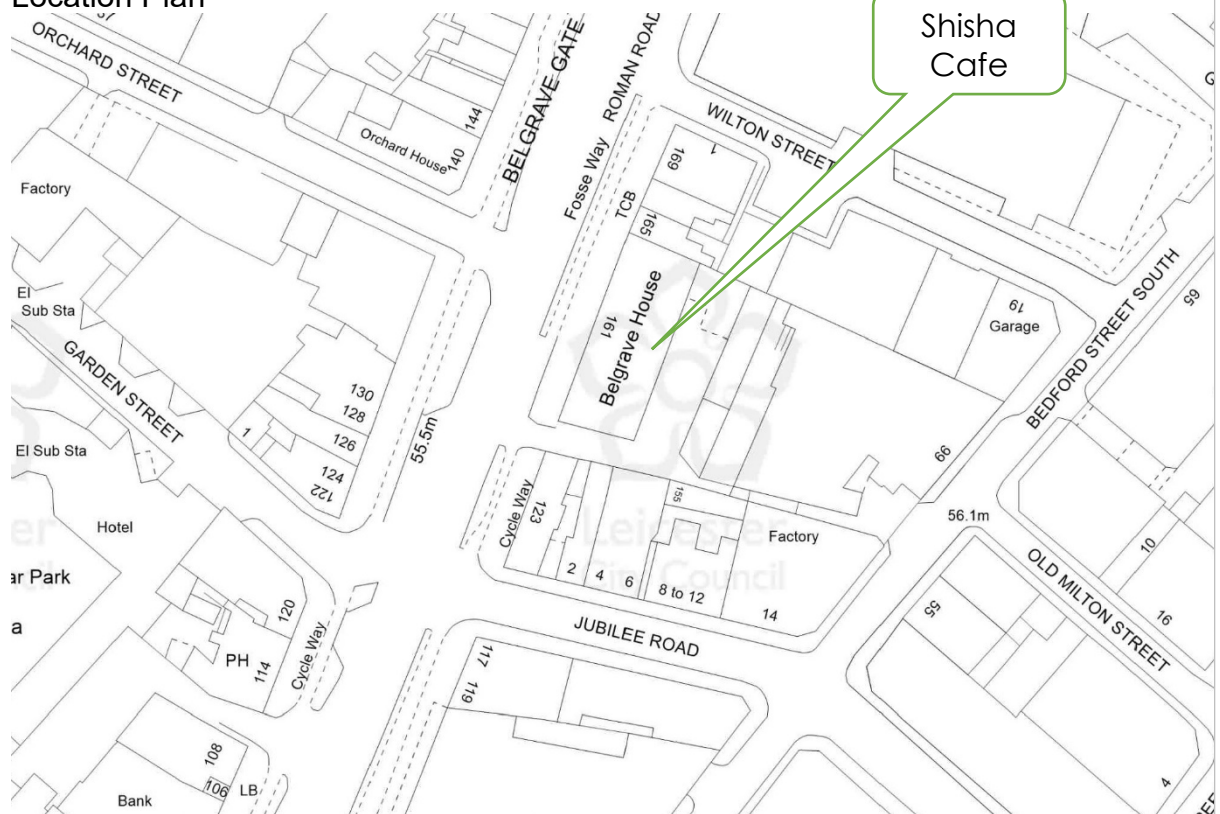 Location Plan
Shisha
Cafe
ORCHARD STREET
BELGRAVE GATE
ROMAN ROAD
Fosse Way
WILTON STREET
144
140
Orchard House
Factory
TCB
169
1
165
161
Belgrave House
El
Sub Sta
GARDEN STREET
130
128
126
124
122
1
55.5m
El Sub Sta
Hotel
ar Park
a
PH
120
114
Cycle Way
108
106
LB
Bank
Cycle Way
123
2
4
6
8 to 12
14
155
Factory
JUBILEE ROAD
117
119
19
Garage
BEDFORD STREET SOUTH
65
66
56.1m
OLD MILTON STREET
10
16
55
4
Leicester
City Council